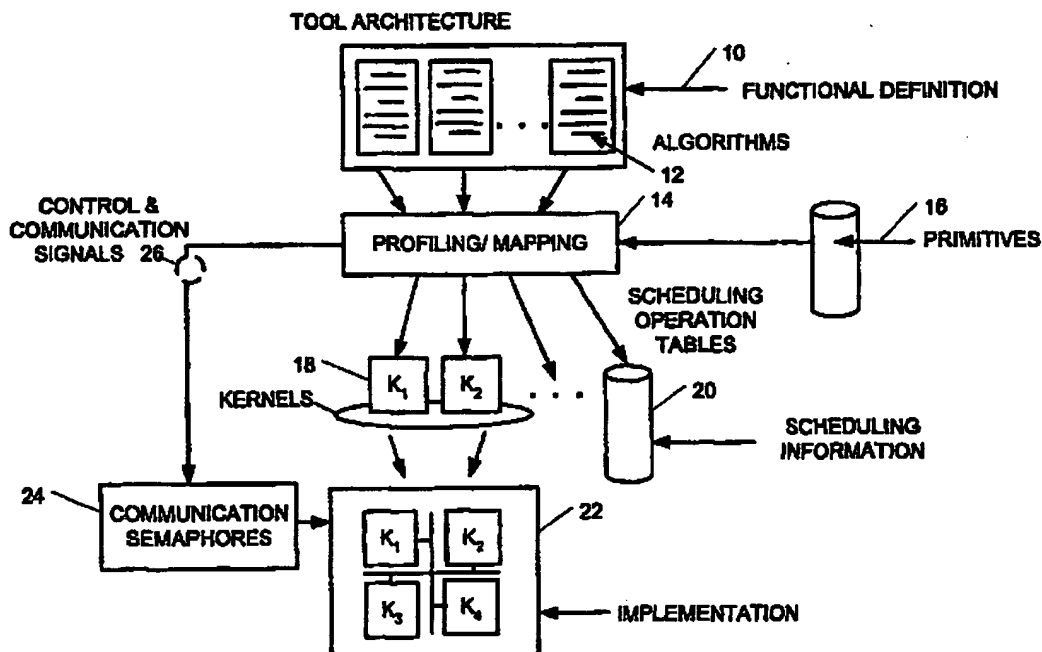 TOOL ARCHITECTURE
10
FUNCTIONAL DEFINITION
ALGORITHMS
12
14
CONTROL &
COMMUNICATION
SIGNALS 26
PROFILING/ MAPPING
16
PRIMITIVES
SCHEDULING
OPERATION
TABLES
18
K1
K2
KERNELS
20
SCHEDULING
INFORMATION
24
COMMUNICATION
SEMAPHORES
22
K1
K2
K3
K4
IMPLEMENTATION